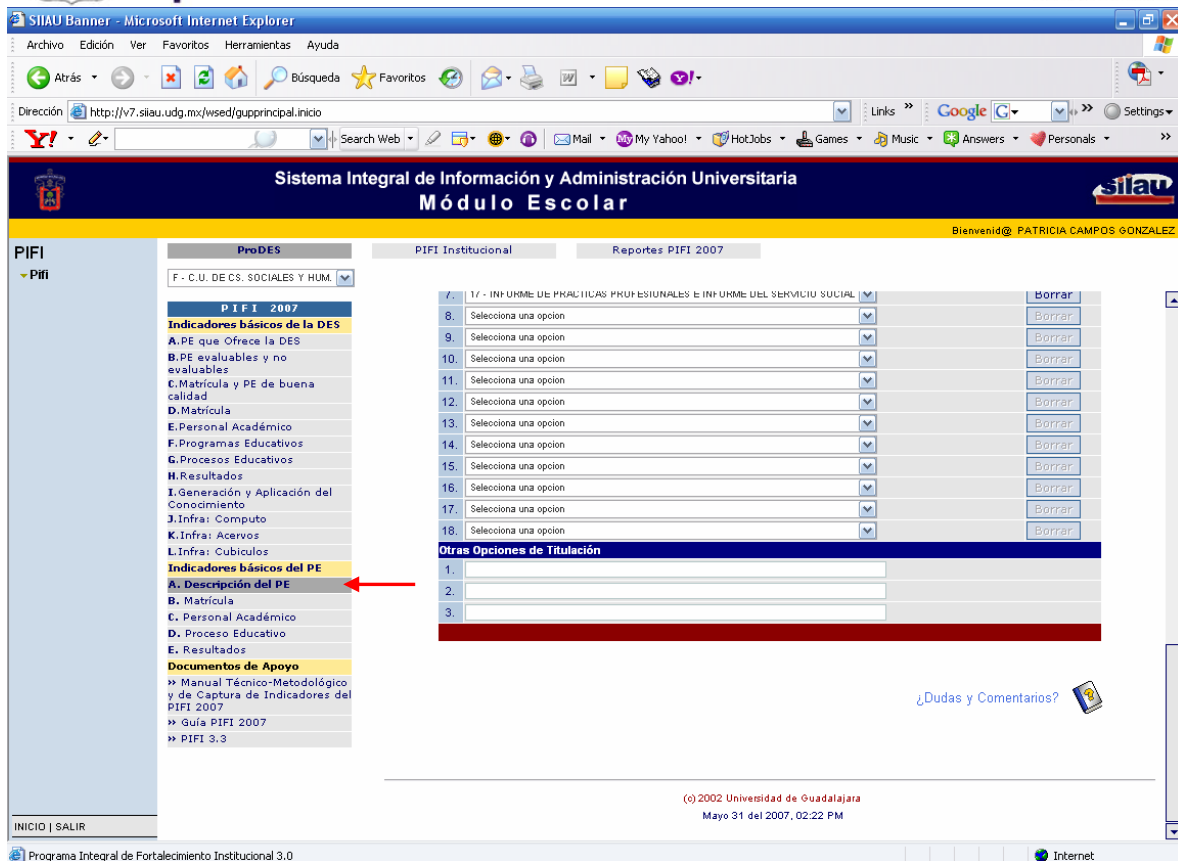 SIIAU Banner - Microsoft Internet Explorer
Archivo Edición Ver Favoritos Herramientas Ayuda
Atrás Búsqueda Favoritos
Dirección http://v7.siiau.udg.mx/wsed/gupprincipal.inicio Links » Google G Settings
Y! Search Web Mail My Yahoo! HotJobs Games Music Answers Personals »
Sistema Integral de Información y Administración Universitaria
Módulo Escolar
siiau
Bienvenid@ PATRICIA CAMPOS GONZALEZ
PIFI
Pifi
ProDES PIFI Institucional Reportes PIFI 2007
F - C.U. DE CS. SOCIALES Y HUM.
PIFI 2007
Indicadores básicos de la DES
A.PE que Ofrece la DES
B.PE evaluables y no
evaluables
C.Matrícula y PE de buena
calidad
D.Matrícula
E.Personal Académico
F.Programas Educativos
G.Procesos Educativos
H.Resultados
I.Generación y Aplicación del
Conocimiento
J.Infra: Computo
K.Infra: Acervos
L.Infra: Cubiculos
Indicadores básicos del PE
A. Descripción del PE
B. Matrícula
C. Personal Académico
D. Proceso Educativo
E. Resultados
Documentos de Apoyo
» Manual Técnico-Metodológico
y de Captura de Indicadores del
PIFI 2007
» Guía PIFI 2007
» PIFI 3.3
7. 17 - INFORME DE PRACTICAS PROFESIONALES E INFORME DEL SERVICIO SOCIAL Borrar
8. Selecciona una opcion Borrar
9. Selecciona una opcion Borrar
10. Selecciona una opcion Borrar
11. Selecciona una opcion Borrar
12. Selecciona una opcion Borrar
13. Selecciona una opcion Borrar
14. Selecciona una opcion Borrar
15. Selecciona una opcion Borrar
16. Selecciona una opcion Borrar
17. Selecciona una opcion Borrar
18. Selecciona una opcion Borrar
Otras Opciones de Titulación
1.
2.
3.
¿Dudas y Comentarios?
(c) 2002 Universidad de Guadalajara
Mayo 31 del 2007, 02:22 PM
INICIO | SALIR
Programa Integral de Fortalecimiento Institucional 3.0 Internet